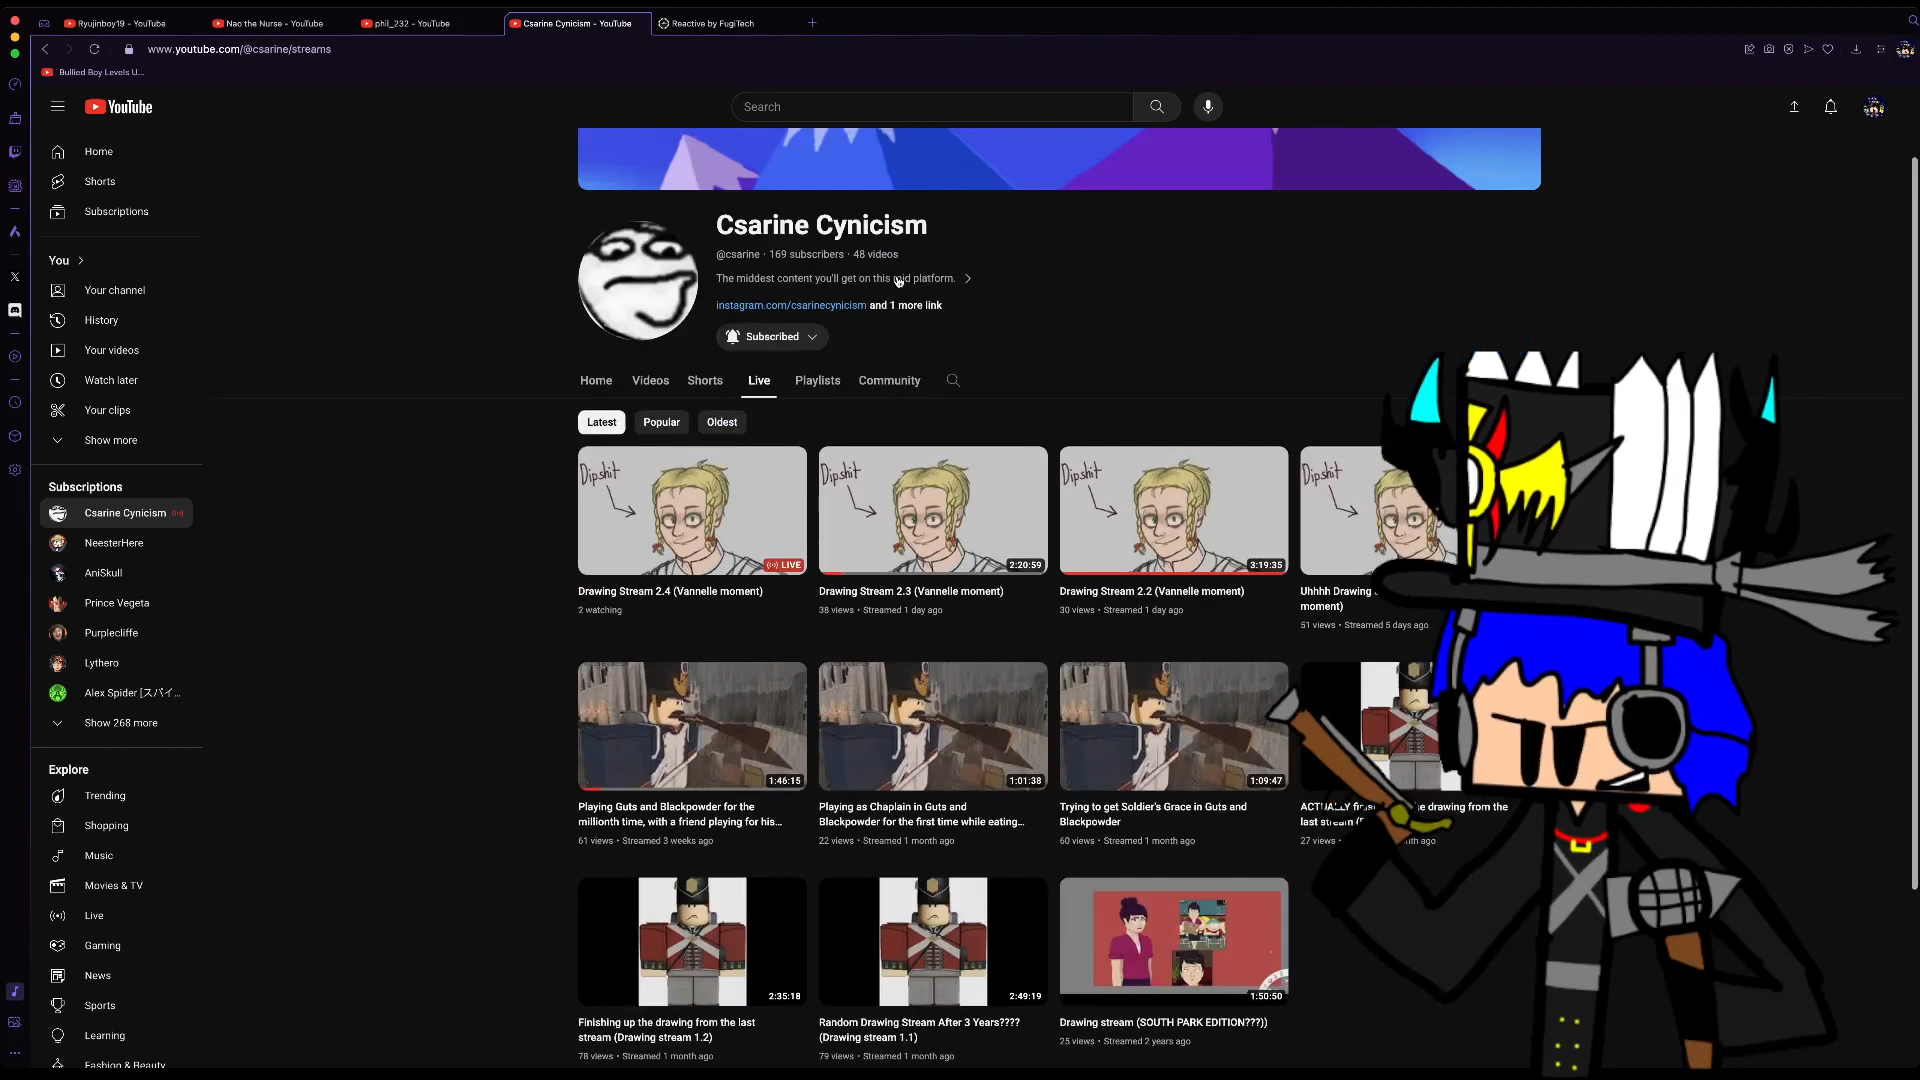 Ryujinboy19 - YouTube
Nao the Nurse - YouTube
phil_232 - YouTube
Csarine Cynicism - YouTube
Reactive by FugiTech
www.youtube.com/@csarine/streams
Bullied Boy Levels U...
YouTube
Search
Home
Shorts
Subscriptions
You
Your channel
History
Your videos
Watch later
Your clips
Show more
Subscriptions
Csarine Cynicism
NeesterHere
AniSkull
Prince Vegeta
Purplecliffe
Lythero
Alex Spider [スパイ...
Show 268 more
Explore
Trending
Shopping
Music
Movies & TV
Live
Gaming
News
Sports
Learning
Fashion & Beauty
Csarine Cynicism
@csarine · 169 subscribers · 48 videos
The middest content you'll get on this mid platform.
instagram.com/csarinecynicism and 1 more link
Subscribed
Home Videos Shorts Live Playlists Community
Latest Popular Oldest
Dipshit
LIVE
Drawing Stream 2.4 (Vannelle moment)
2 watching
Dipshit
2:20:59
Drawing Stream 2.3 (Vannelle moment)
38 views · Streamed 1 day ago
Dipshit
3:19:35
Drawing Stream 2.2 (Vannelle moment)
30 views · Streamed 1 day ago
Dipshit
Uhhhh Drawing
moment)
51 views · Streamed 5 days ago
1:46:15
Playing Guts and Blackpowder for the
millionth time, with a friend playing for his...
61 views · Streamed 3 weeks ago
1:01:38
Playing as Chaplain in Guts and
Blackpowder for the first time while eating...
22 views · Streamed 1 month ago
1:09:47
Trying to get Soldier's Grace in Guts and
Blackpowder
60 views · Streamed 1 month ago
ACTUALLY drawing from the
last stream
27 views ago
2:35:18
Finishing up the drawing from the last
stream (Drawing stream 1.2)
78 views · Streamed 1 month ago
2:49:19
Random Drawing Stream After 3 Years????
(Drawing stream 1.1)
79 views · Streamed 1 month ago
1:50:50
Drawing stream (SOUTH PARK EDITION???))
25 views · Streamed 2 years ago